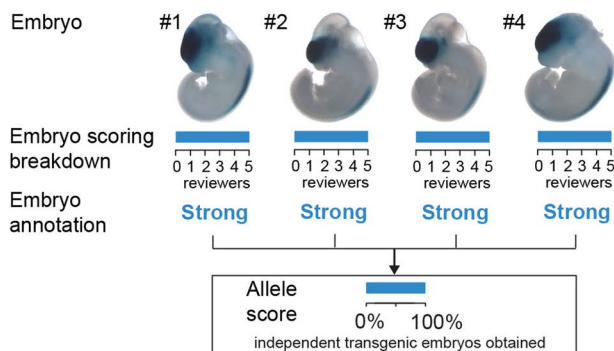 Embryo #1 #2 #3 #4
Embryo scoring breakdown
0 1 2 3 4 5 0 1 2 3 4 5 0 1 2 3 4 5 0 1 2 3 4 5
reviewers reviewers reviewers reviewers
Embryo annotation
Strong Strong Strong Strong
Allele score
0% 100%
independent transgenic embryos obtained